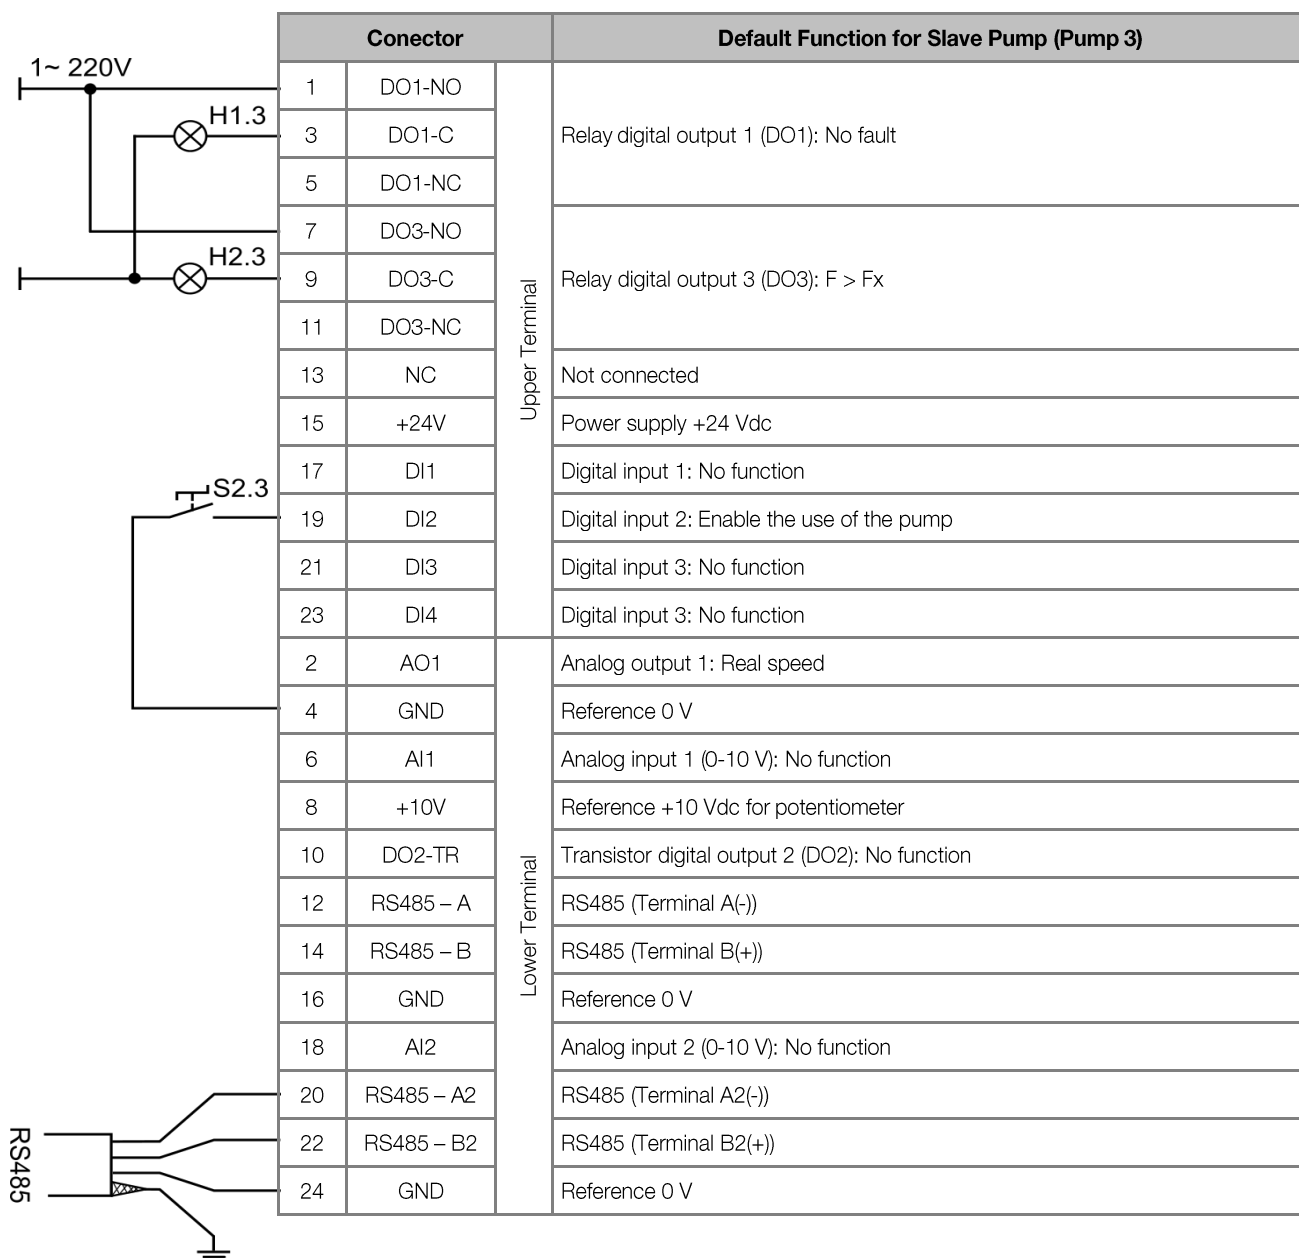 Conector Default Function for Slave Pump (Pump 3)
1~ 220V
1 DO1-NO
H1.3
3 DO1-C Relay digital output 1 (DO1): No fault
5 DO1-NC
7 DO3-NO
H2.3
9 DO3-C Relay digital output 3 (DO3): F > Fx
11 DO3-NC
Upper Terminal
13 NC Not connected
15 +24V Power supply +24 Vdc
17 DI1 Digital input 1: No function
S2.3
19 DI2 Digital input 2: Enable the use of the pump
21 DI3 Digital input 3: No function
23 DI4 Digital input 3: No function
2 AO1 Analog output 1: Real speed
4 GND Reference 0 V
6 AI1 Analog input 1 (0-10 V): No function
8 +10V Reference +10 Vdc for potentiometer
10 DO2-TR Transistor digital output 2 (DO2): No function
Lower Terminal
12 RS485 – A RS485 (Terminal A(-))
14 RS485 – B RS485 (Terminal B(+))
16 GND Reference 0 V
18 AI2 Analog input 2 (0-10 V): No function
20 RS485 – A2 RS485 (Terminal A2(-))
22 RS485 – B2 RS485 (Terminal B2(+))
RS485
24 GND Reference 0 V